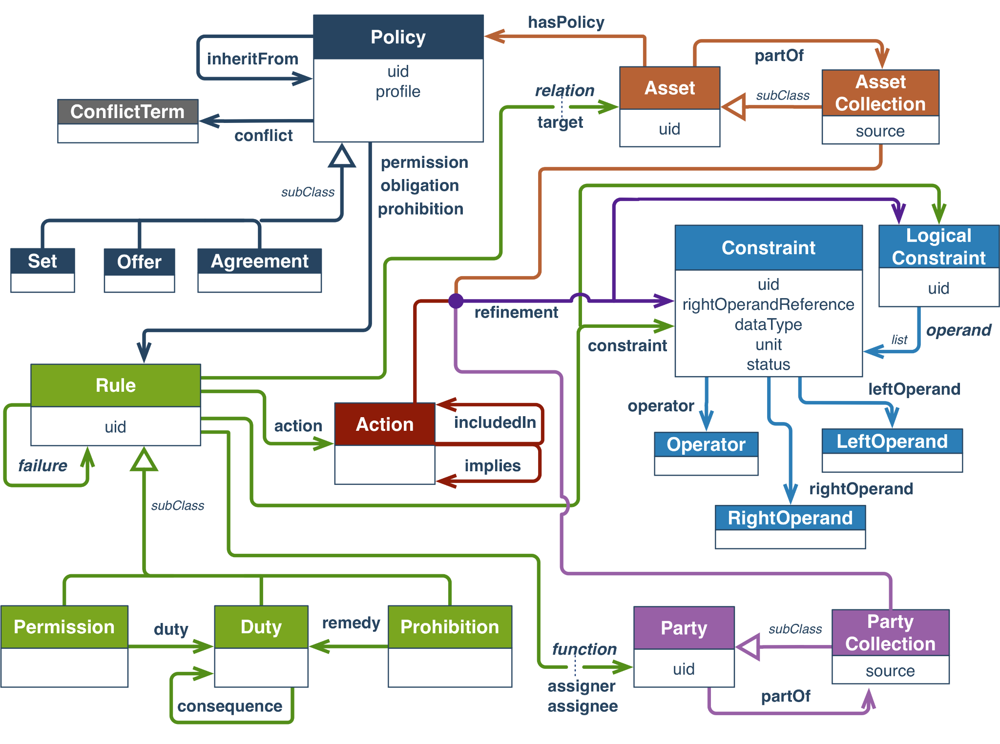 hasPolicy
Policy
inheritFrom
uid
profile
partOf
Asset
uid
Asset
Collection
source
subClass
relation
target
ConflictTerm
conflict
permission
obligation
prohibition
subClass
Set
Offer
Agreement
Constraint
uid
rightOperandReference
dataType
unit
status
Logical
Constraint
uid
refinement
constraint
operand
list
Rule
uid
failure
action
Action
includedIn
implies
operator
leftOperand
Operator
LeftOperand
rightOperand
RightOperand
subClass
Permission
duty
Duty
remedy
Prohibition
consequence
function
assigner
assignee
Party
uid
subClass
Party
Collection
source
partOf